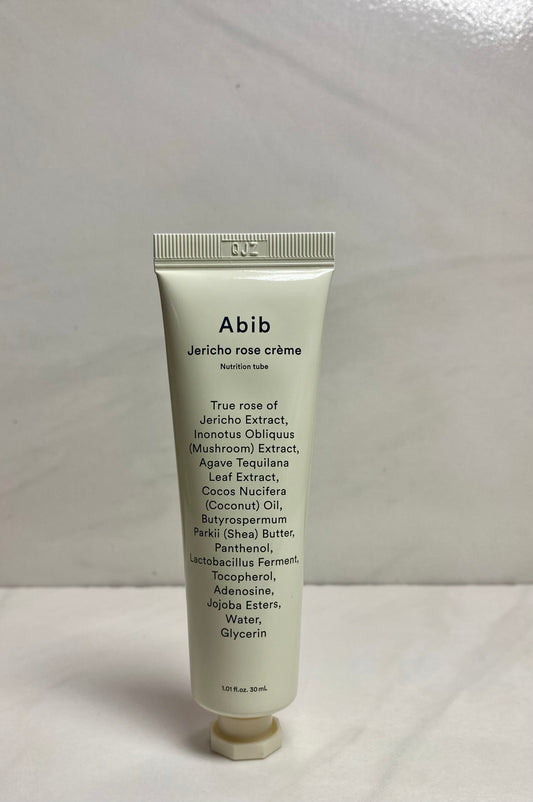 QJZ
Abib
Jericho rose crème
Nutrition tube
True rose of
Jericho Extract,
Inonotus Obliquus
(Mushroom) Extract,
Agave Tequilana
Leaf Extract,
Cocos Nucifera
(Coconut) Oil,
Butyrospermum
Parkii (Shea) Butter,
Panthenol,
Lactobacillus Ferment,
Tocopherol,
Adenosine,
Jojoba Esters,
Water,
Glycerin
1.01 fl.oz. 30 mL